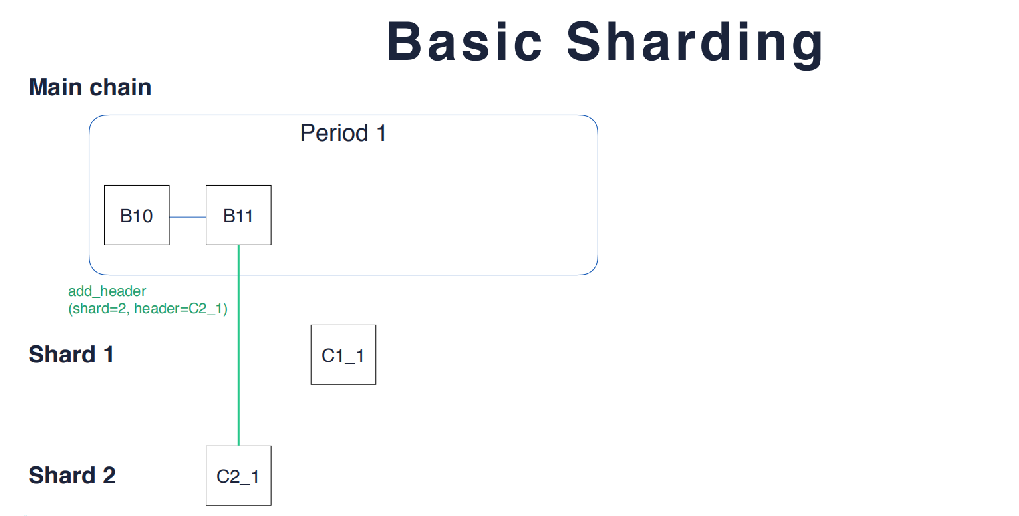 Basic Sharding
Main chain
Period 1
B10
B11
add_header
(shard=2, header=C2_1)
Shard 1
C1_1
Shard 2
C2_1